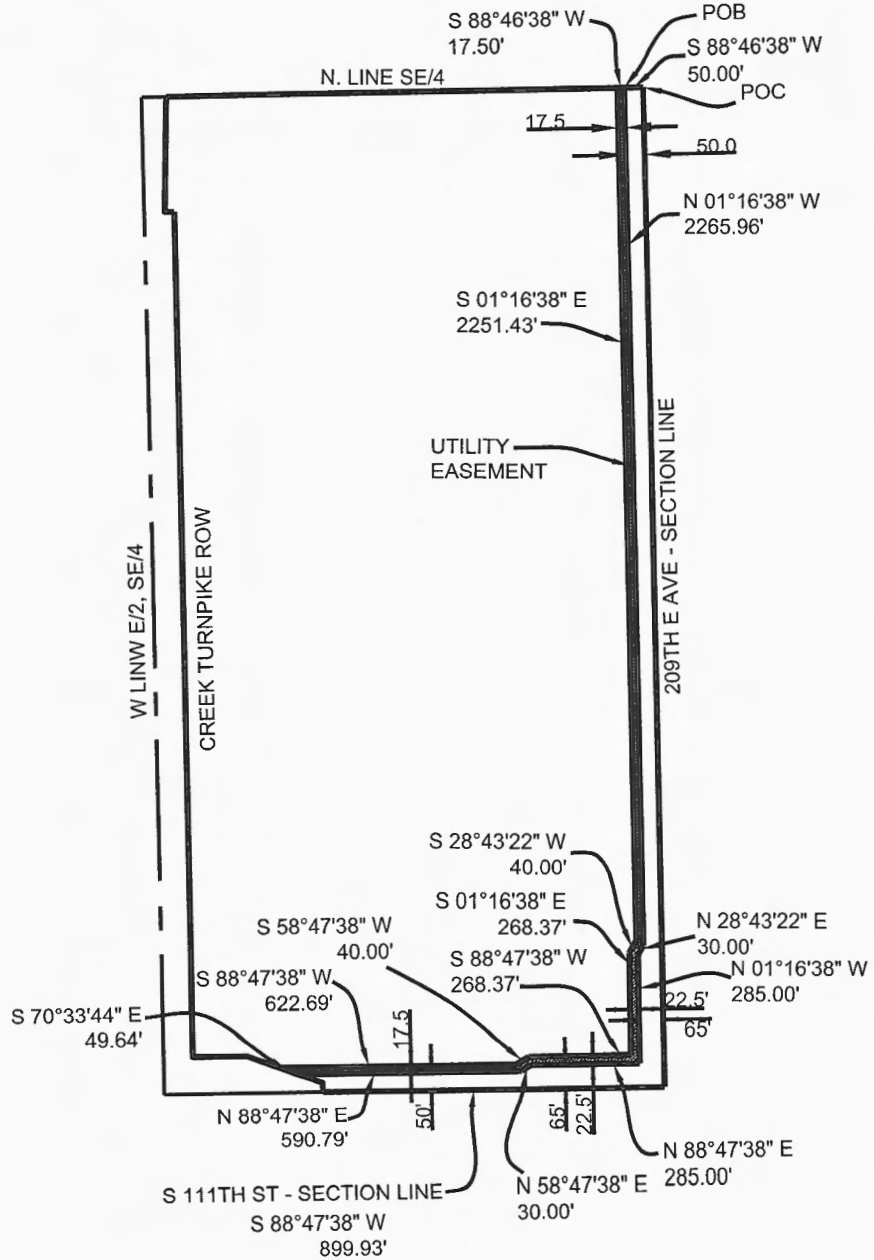 S 88°46'38" W
17.50'
POB
S 88°46'38" W
50.00'
POC
N. LINE SE/4
17.5
50.0
N 01°16'38" W
2265.96'
S 01°16'38" E
2251.43'
UTILITY
EASEMENT
209TH E AVE - SECTION LINE
W LINW E/2, SE/4
CREEK TURNPIKE ROW
S 28°43'22" W
40.00'
S 01°16'38" E
268.37'
N 28°43'22" E
30.00'
S 58°47'38" W
40.00'
S 88°47'38" W
268.37'
N 01°16'38" W
285.00'
S 88°47'38" W
622.69'
22.5'
65'
S 70°33'44" E
49.64'
17.5
50'
65'
22.5'
N 88°47'38" E
590.79'
N 88°47'38" E
285.00'
N 58°47'38" E
30.00'
S 111TH ST - SECTION LINE
S 88°47'38" W
899.93'